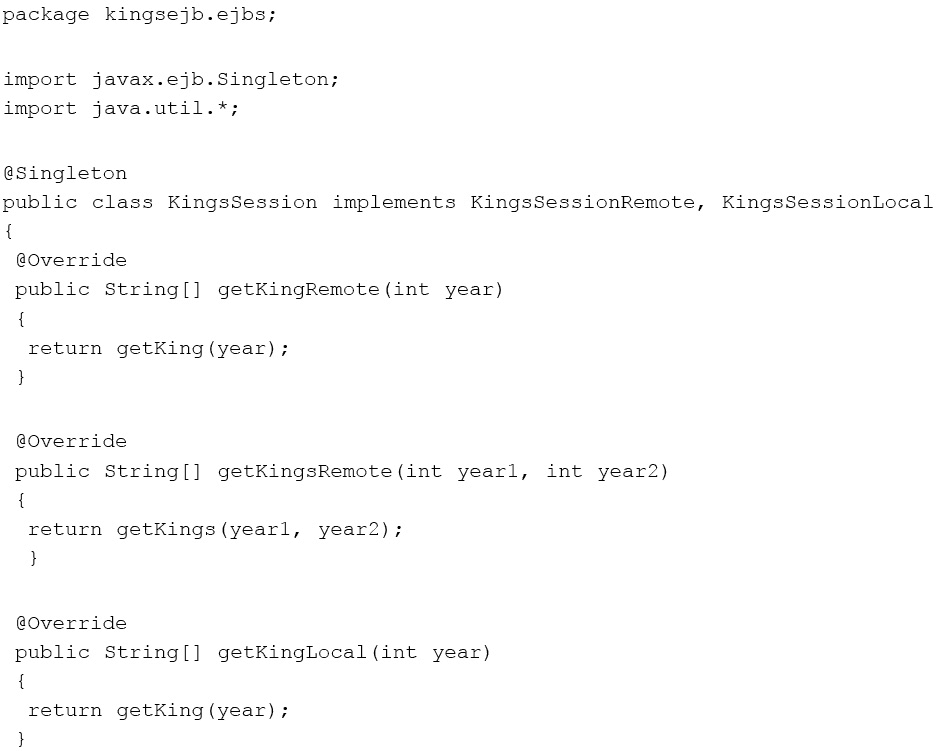 package kingsejb.ejbs;
import javax.ejb.Singleton;
import java.util.*;
@Singleton
public class KingsSession implements KingsSessionRemote, KingsSessionLocal
{
@Override
public String[] getKingRemote(int year)
{
return getKing(year);
}
@Override
public String[] getKingsRemote(int year1, int year2)
{
return getKings(year1, year2);
}
@Override
public String[] getKingLocal(int year)
{
return getKing(year);
}